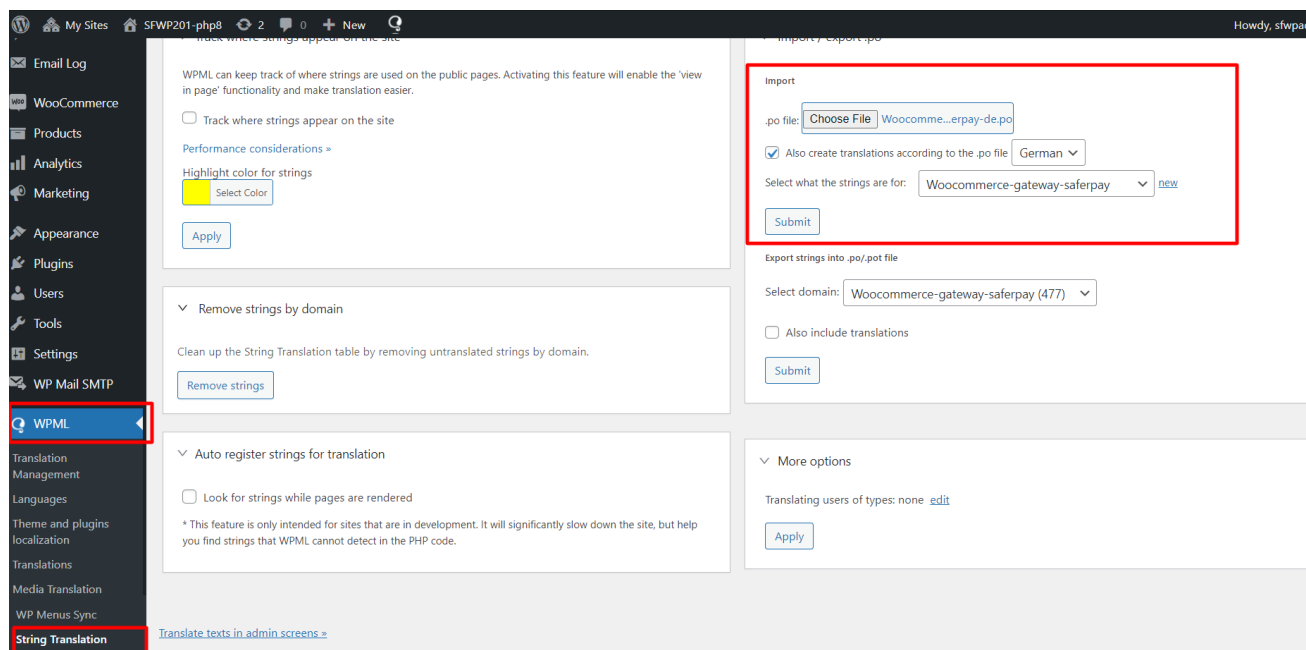 My Sites SFWP201-php8 2 0 New Howdy, sfwpa
Email Log
WooCommerce
Products
Analytics
Marketing
Appearance
Plugins
Users
Tools
Settings
WP Mail SMTP
WPML
Translation
Management
Languages
Theme and plugins
localization
Translations
Media Translation
WP Menus Sync
String Translation
Track where strings appear on the site
WPML can keep track of where strings are used on the public pages. Activating this feature will enable the 'view
in page' functionality and make translation easier.
Track where strings appear on the site
Performance considerations »
Highlight color for strings
Select Color
Apply
Remove strings by domain
Clean up the String Translation table by removing untranslated strings by domain.
Remove strings
Auto register strings for translation
Look for strings while pages are rendered
* This feature is only intended for sites that are in development. It will significantly slow down the site, but help
you find strings that WPML cannot detect in the PHP code.
Translate texts in admin screens »
Import / export .po
Import
.po file: Choose File Woocomme...erpay-de.po
Also create translations according to the .po file German
Select what the strings are for: Woocommerce-gateway-saferpay new
Submit
Export strings into .po/.pot file
Select domain: Woocommerce-gateway-saferpay (477)
Also include translations
Submit
More options
Translating users of types: none edit
Apply